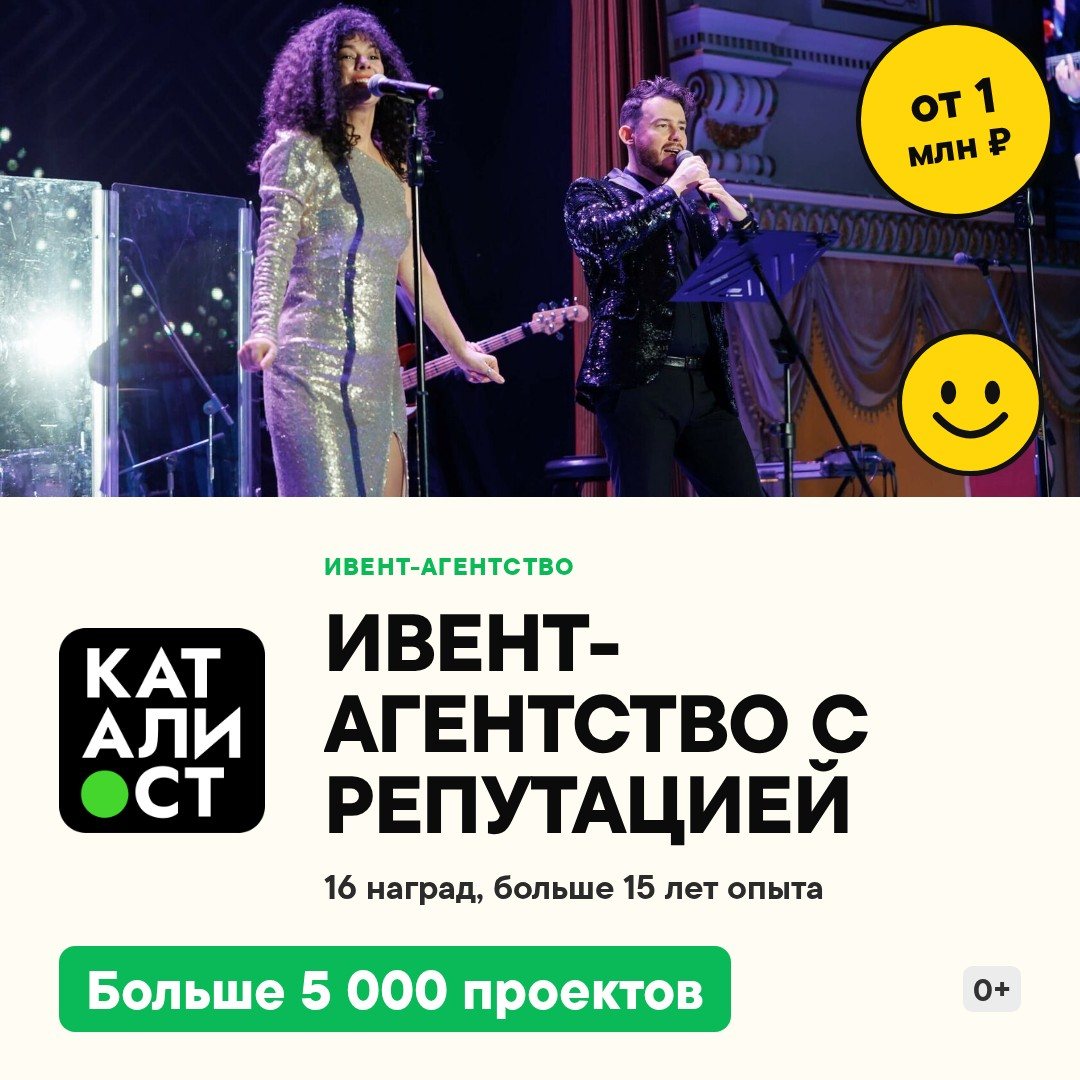 от 1
млн ₽
ИВЕНТ-АГЕНТСТВО
ИВЕНТ-
АГЕНТСТВО С
РЕПУТАЦИЕЙ
КАТ
АЛИ
СТ
16 наград, больше 15 лет опыта
Больше 5 000 проектов
0+